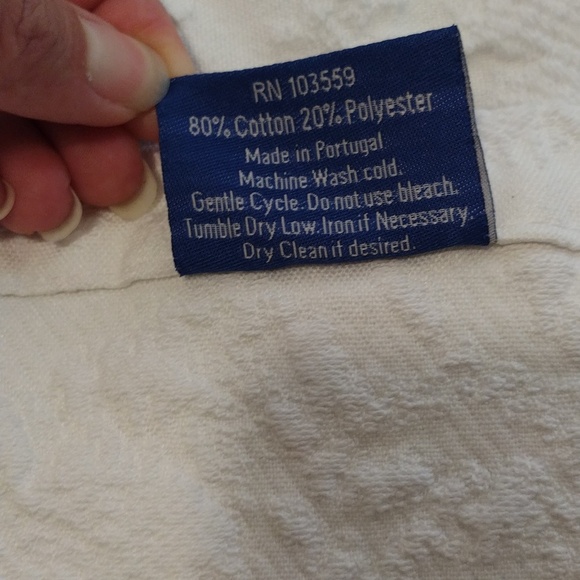 RN 103559
80% Cotton 20% Polyester
Made in Portugal
Machine Wash cold.
Gentle Cycle. Do not use bleach.
Tumble Dry Low. Iron if Necessary.
Dry Clean if desired.